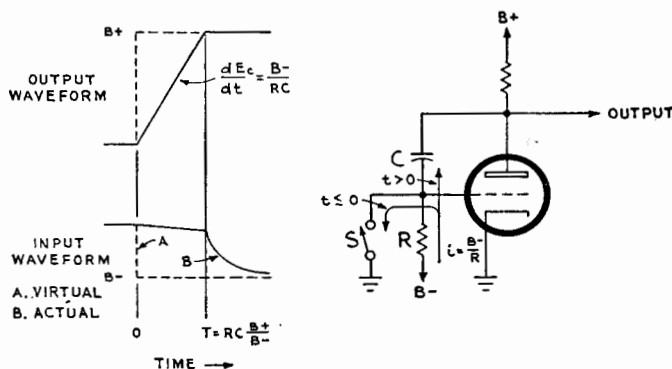 B+
OUTPUT
WAVEFORM
dEc/dt = B-/RC
INPUT
WAVEFORM
A
B
B-
A. VIRTUAL
B. ACTUAL
0
T = RC B+/B-
TIME →
B+
OUTPUT
C
t>0
t≤0
S
R
i = B-/R
B-